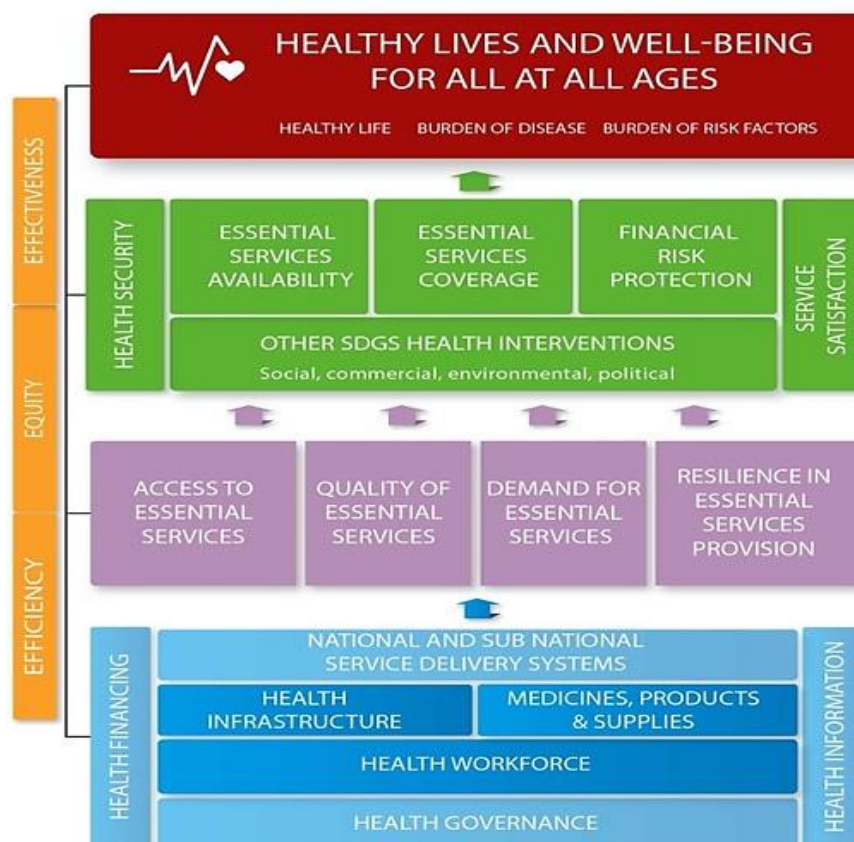 HEALTHY LIVES AND WELL-BEING
FOR ALL AT ALL AGES
HEALTHY LIFE BURDEN OF DISEASE BURDEN OF RISK FACTORS
EFFECTIVENESS
EQUITY
EFFICIENCY
HEALTH SECURITY
ESSENTIAL
SERVICES
AVAILABILITY
ESSENTIAL
SERVICES
COVERAGE
FINANCIAL
RISK
PROTECTION
SERVICE
SATISFACTION
OTHER SDGS HEALTH INTERVENTIONS
Social, commercial, environmental, political
ACCESS TO
ESSENTIAL
SERVICES
QUALITY OF
ESSENTIAL
SERVICES
DEMAND FOR
ESSENTIAL
SERVICES
RESILIENCE IN
ESSENTIAL
SERVICES
PROVISION
HEALTH FINANCING
NATIONAL AND SUB NATIONAL
SERVICE DELIVERY SYSTEMS
HEALTH
INFRASTRUCTURE
MEDICINES, PRODUCTS
& SUPPLIES
HEALTH WORKFORCE
HEALTH GOVERNANCE
HEALTH INFORMATION